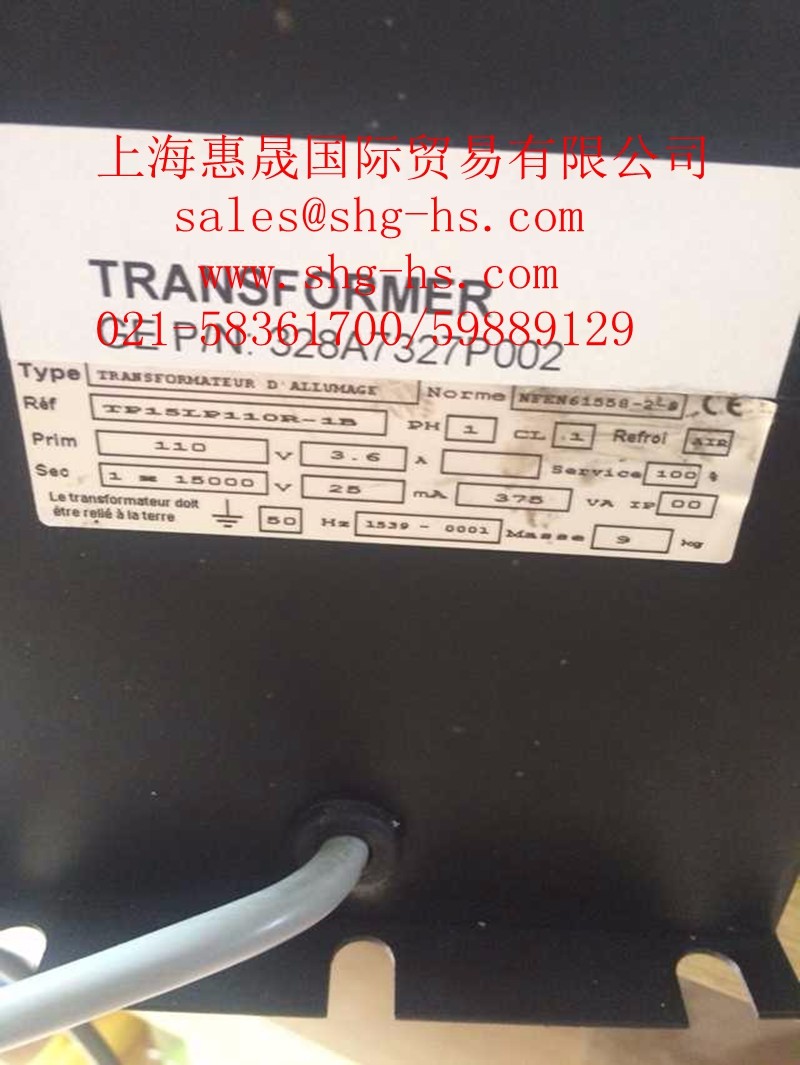 上海惠晟国际贸易有限公司
sales@shg-hs.com
TRANSFORMER
www.shg-hs.com
021-58361700/59889129
GE P/N: 328A7327P002
Type TRANSFORMATEUR D'ALLUMAGE Norme NFEN61558-2- CE
Réf TP15LP110R-1B PH 1 CL 1 Refroi AIR
Prim 110 V 3.6 A Service 100 %
Sec 1 x 15000 V 25 mA 375 VA IP 00
Le transformateur doit
être relié à la terre 50 Hz 1539 - 0001 Masse 9 kg